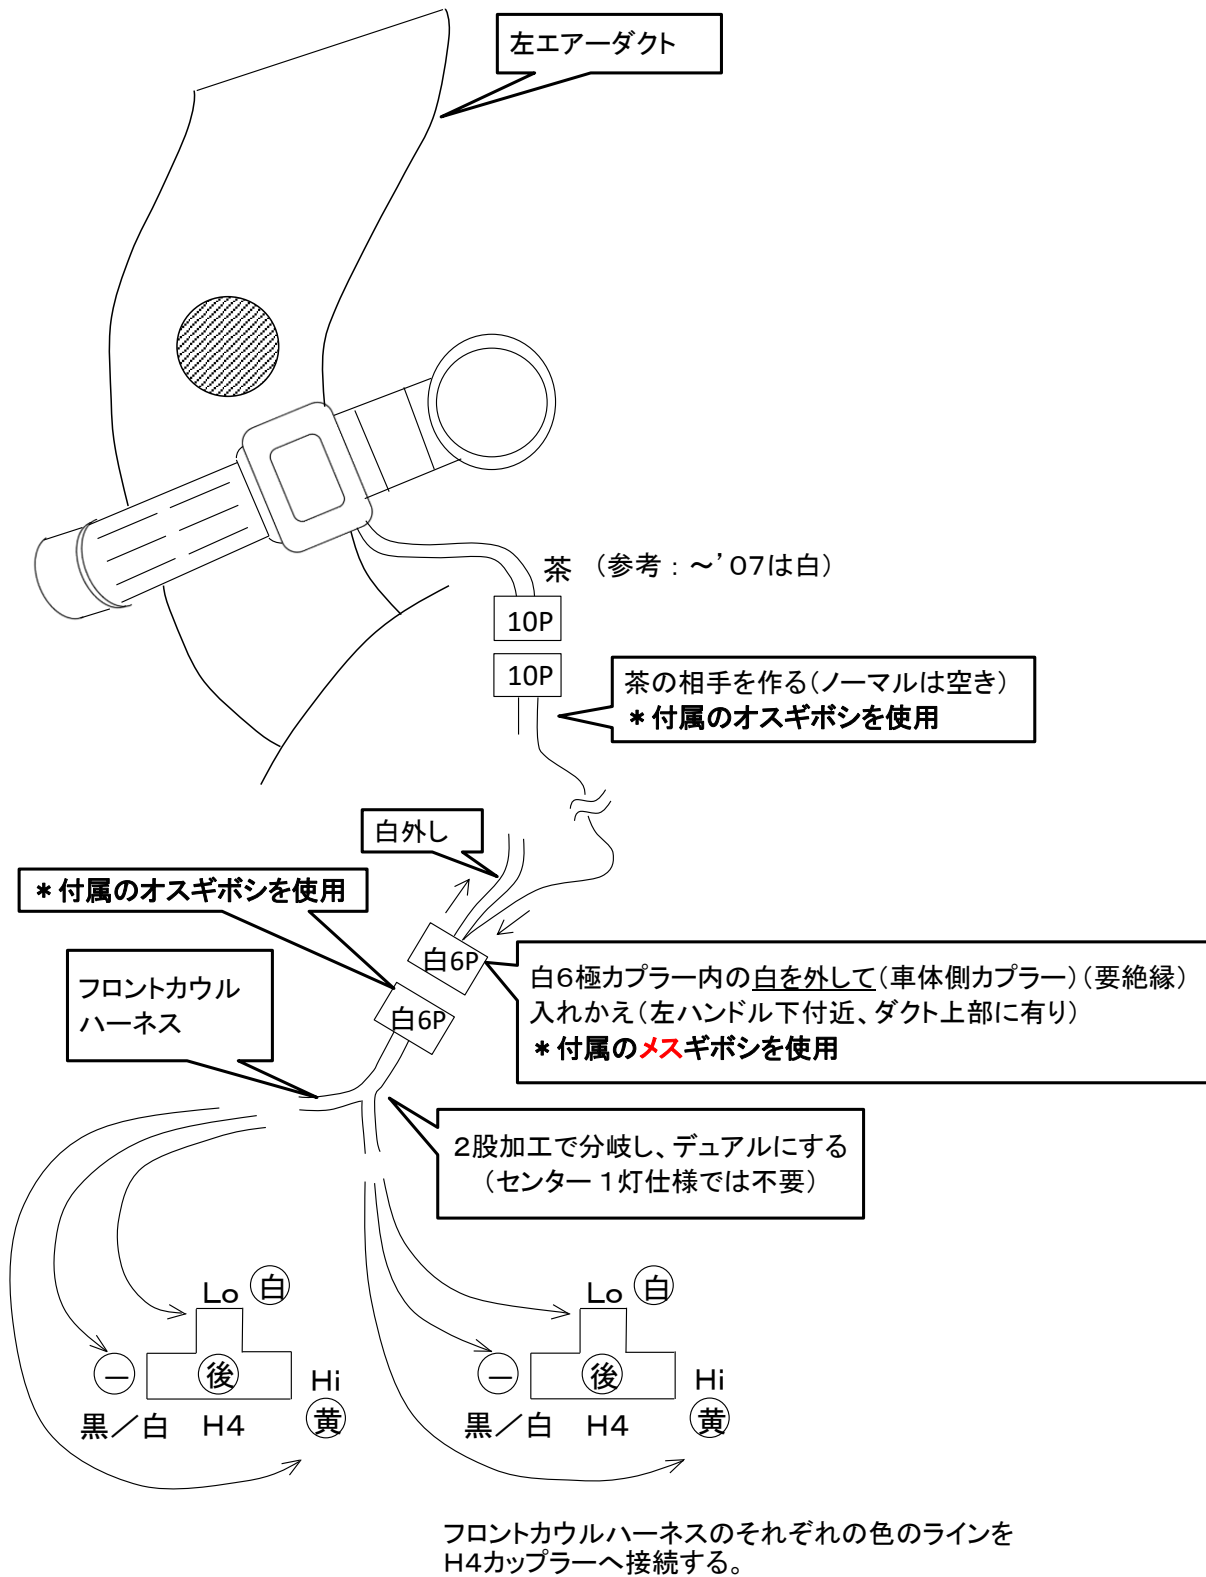 左エアーダクト
茶 (参考：～’07は白)
10P
10P
茶の相手を作る(ノーマルは空き)
＊付属のオスギボシを使用
白外し
＊付属のオスギボシを使用
白6P
白6P
フロントカウル
ハーネス
白6極カプラー内の白を外して(車体側カプラー)(要絶縁)
入れかえ(左ハンドル下付近、ダクト上部に有り)
＊付属のメスギボシを使用
2股加工で分岐し、デュアルにする
(センター1灯仕様では不要)
Lo 白
－ 後 Hi
黒／白 H4 黄
Lo 白
－ 後 Hi
黒／白 H4 黄
フロントカウルハーネスのそれぞれの色のラインを
H4カップラーへ接続する。